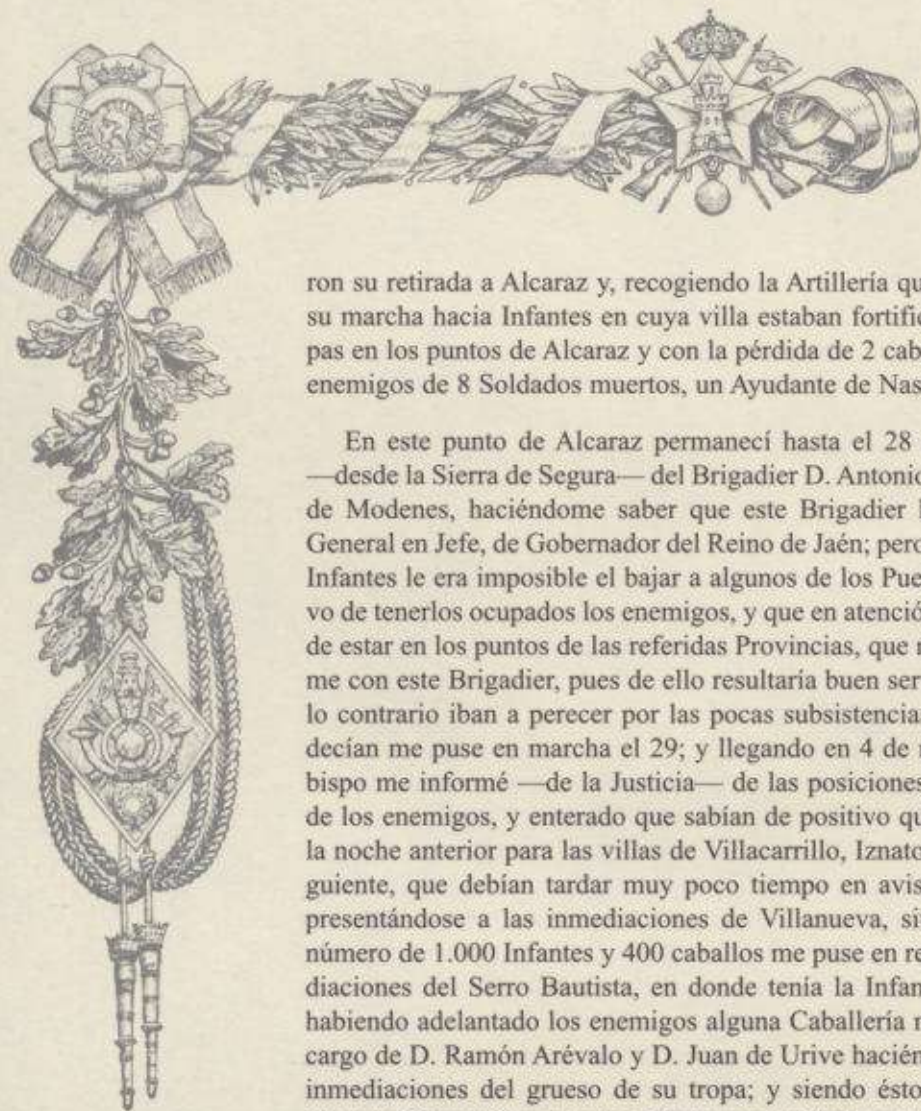 ron su retirada a Alcaraz y, recogiendo la Artillería qu
su marcha hacia Infantes en cuya villa estaban fortific
pas en los puntos de Alcaraz y con la pérdida de 2 cab
enemigos de 8 Soldados muertos, un Ayudante de Nas
En este punto de Alcaraz permanecí hasta el 28
—desde la Sierra de Segura— del Brigadier D. Antonio
de Modenes, haciéndome saber que este Brigadier
General en Jefe, de Gobernador del Reino de Jaén; pero
Infantes le era imposible el bajar a algunos de los Pue
vo de tenerlos ocupados los enemigos, y que en atenció
de estar en los puntos de las referidas Provincias, que
me con este Brigadier, pues de ello resultaría buen ser
lo contrario iban a perecer por las pocas subsistencia
decían me puse en marcha el 29; y llegando en 4 de
bispo me informé —de la Justicia— de las posiciones
de los enemigos, y enterado que sabían de positivo qu
la noche anterior para las villas de Villacarrillo, Iznato
guiente, que debían tardar muy poco tiempo en avis
presentándose a las inmediaciones de Villanueva, si
número de 1.000 Infantes y 400 caballos me puse en re
diaciones del Serro Bautista, en donde tenía la Infan
habiendo adelantado los enemigos alguna Caballería
cargo de D. Ramón Arévalo y D. Juan de Urive hacién
inmediaciones del grueso de su tropa; y siendo ésto